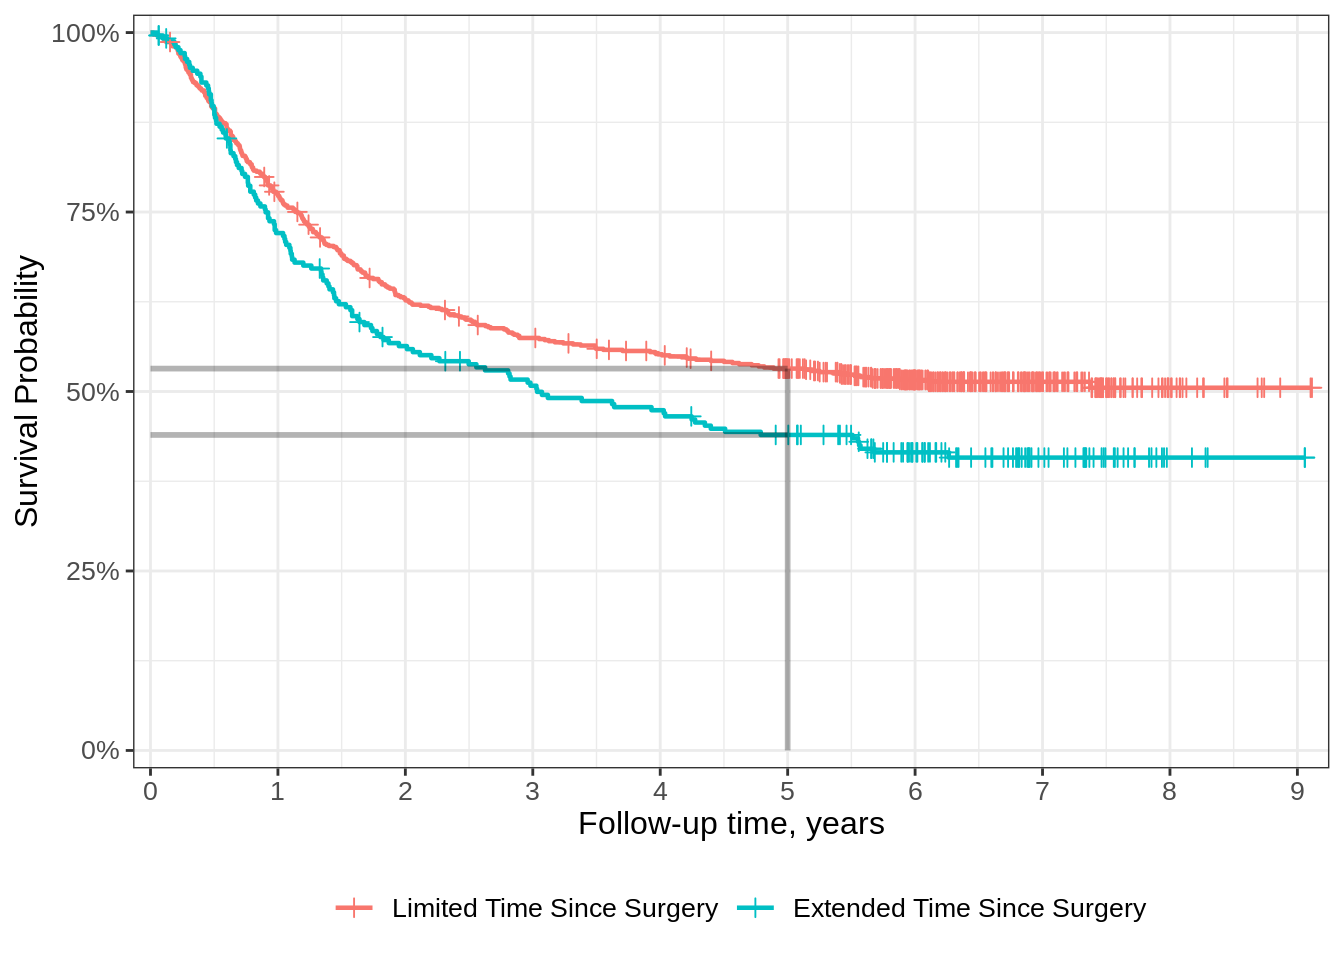 100%
75%
50%
25%
0%
Survival Probability
0 1 2 3 4 5 6 7 8 9
Follow-up time, years
Limited Time Since Surgery Extended Time Since Surgery